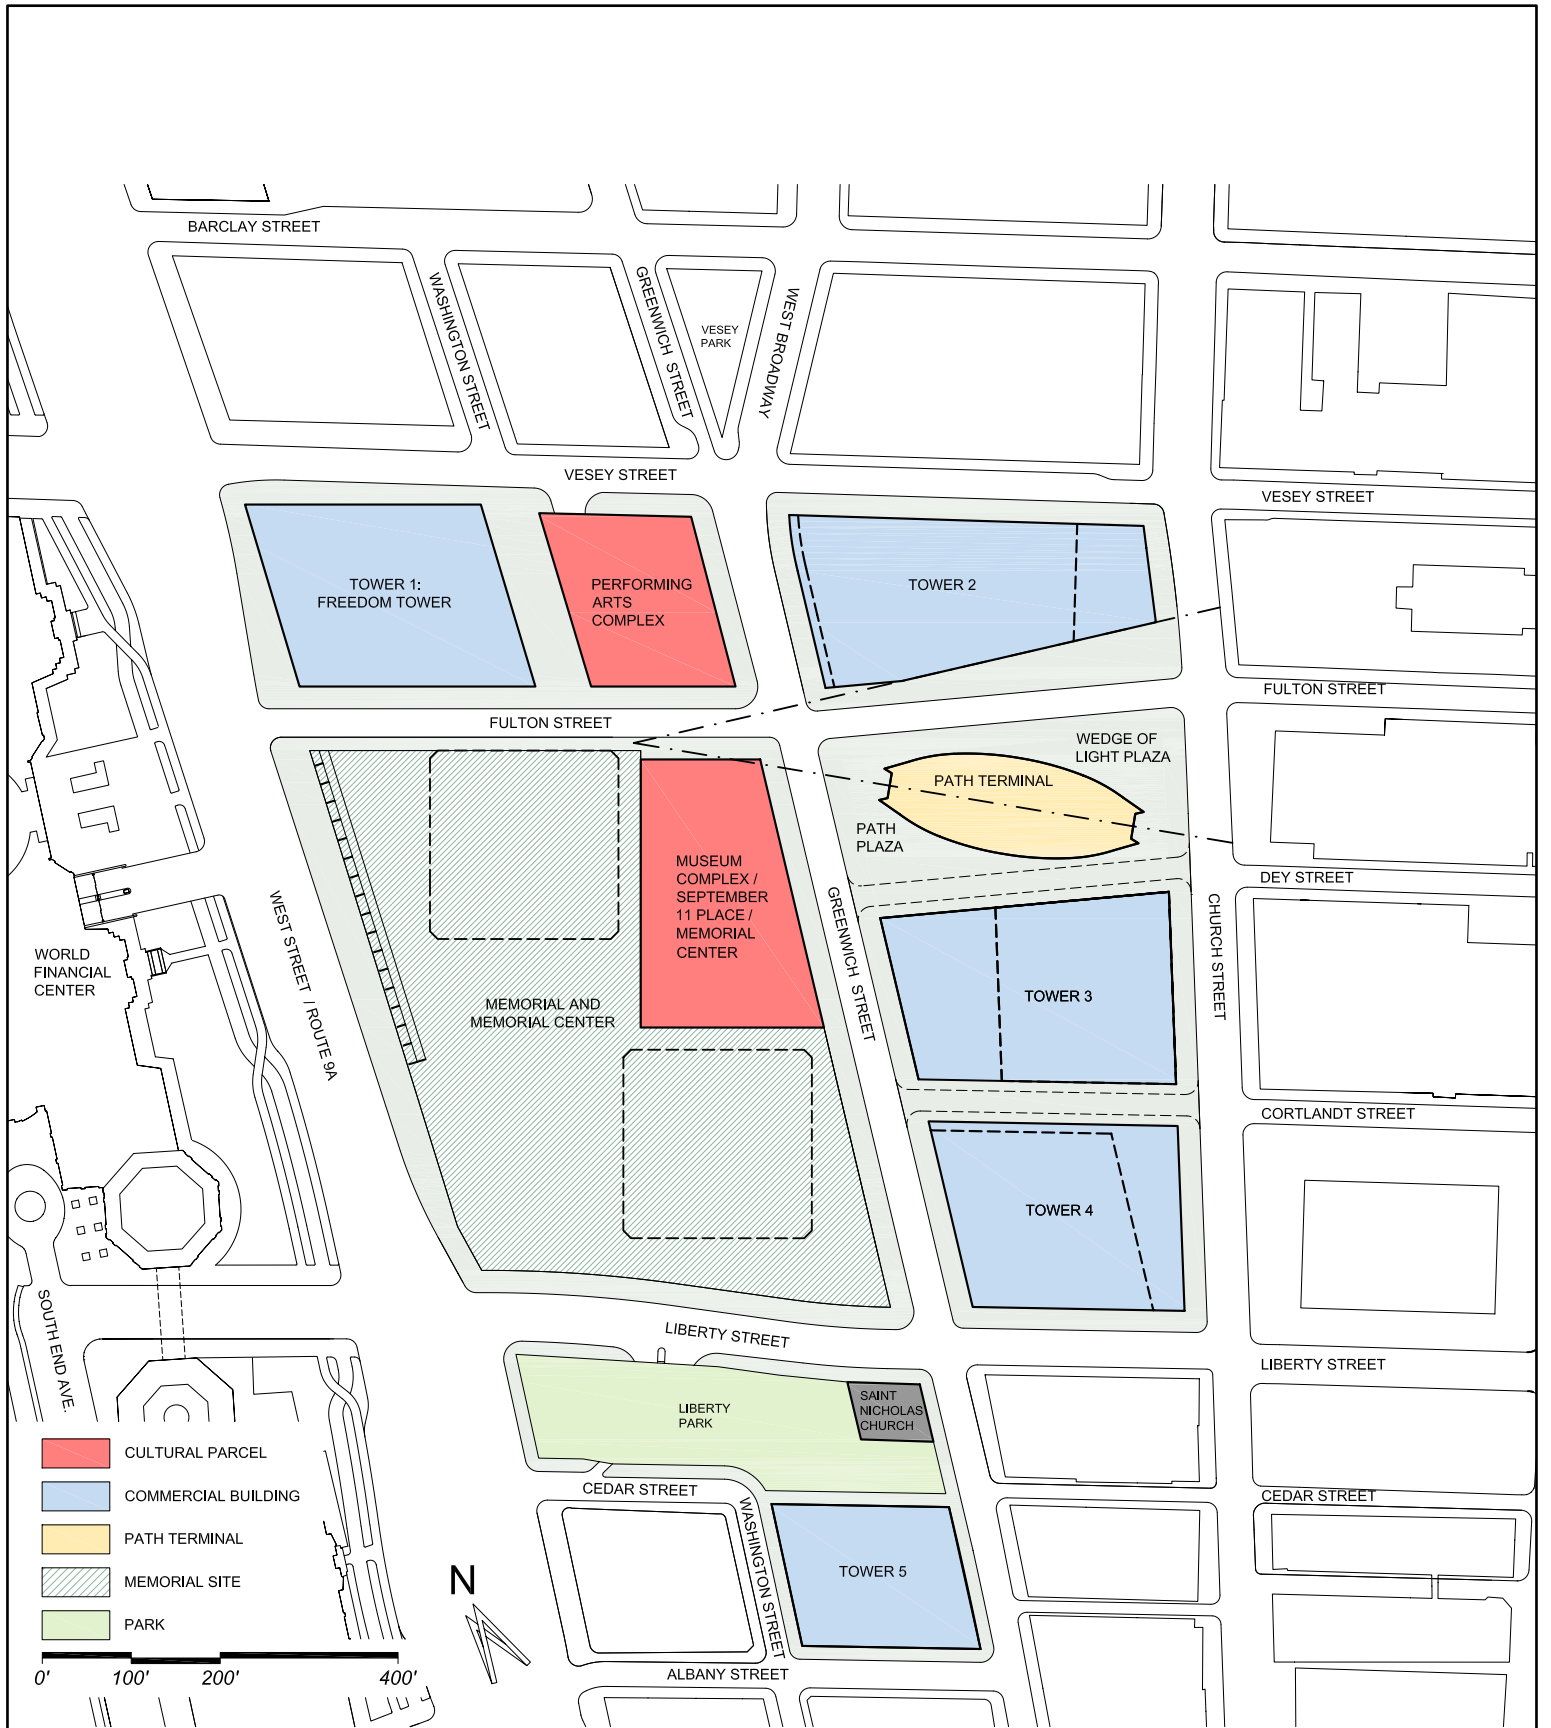 BARCLAY STREET
WASHINGTON STREET
GREENWICH STREET
VESEY
PARK
WEST BROADWAY
VESEY STREET
VESEY STREET
TOWER 1:
FREEDOM TOWER
PERFORMING
ARTS
COMPLEX
TOWER 2
FULTON STREET
FULTON STREET
WEDGE OF
LIGHT PLAZA
PATH TERMINAL
PATH
PLAZA
MUSEUM
COMPLEX /
SEPTEMBER
11 PLACE /
MEMORIAL
CENTER
DEY STREET
WEST STREET / ROUTE 9A
GREENWICH STREET
CHURCH STREET
WORLD
FINANCIAL
CENTER
MEMORIAL AND
MEMORIAL CENTER
TOWER 3
CORTLANDT STREET
TOWER 4
SOUTH END AVE.
LIBERTY STREET
LIBERTY STREET
LIBERTY
PARK
SAINT
NICHOLAS
CHURCH
CEDAR STREET
CEDAR STREET
WASHINGTON STREET
TOWER 5
ALBANY STREET
CULTURAL PARCEL
COMMERCIAL BUILDING
PATH TERMINAL
MEMORIAL SITE
PARK
0' 100' 200' 400'
N